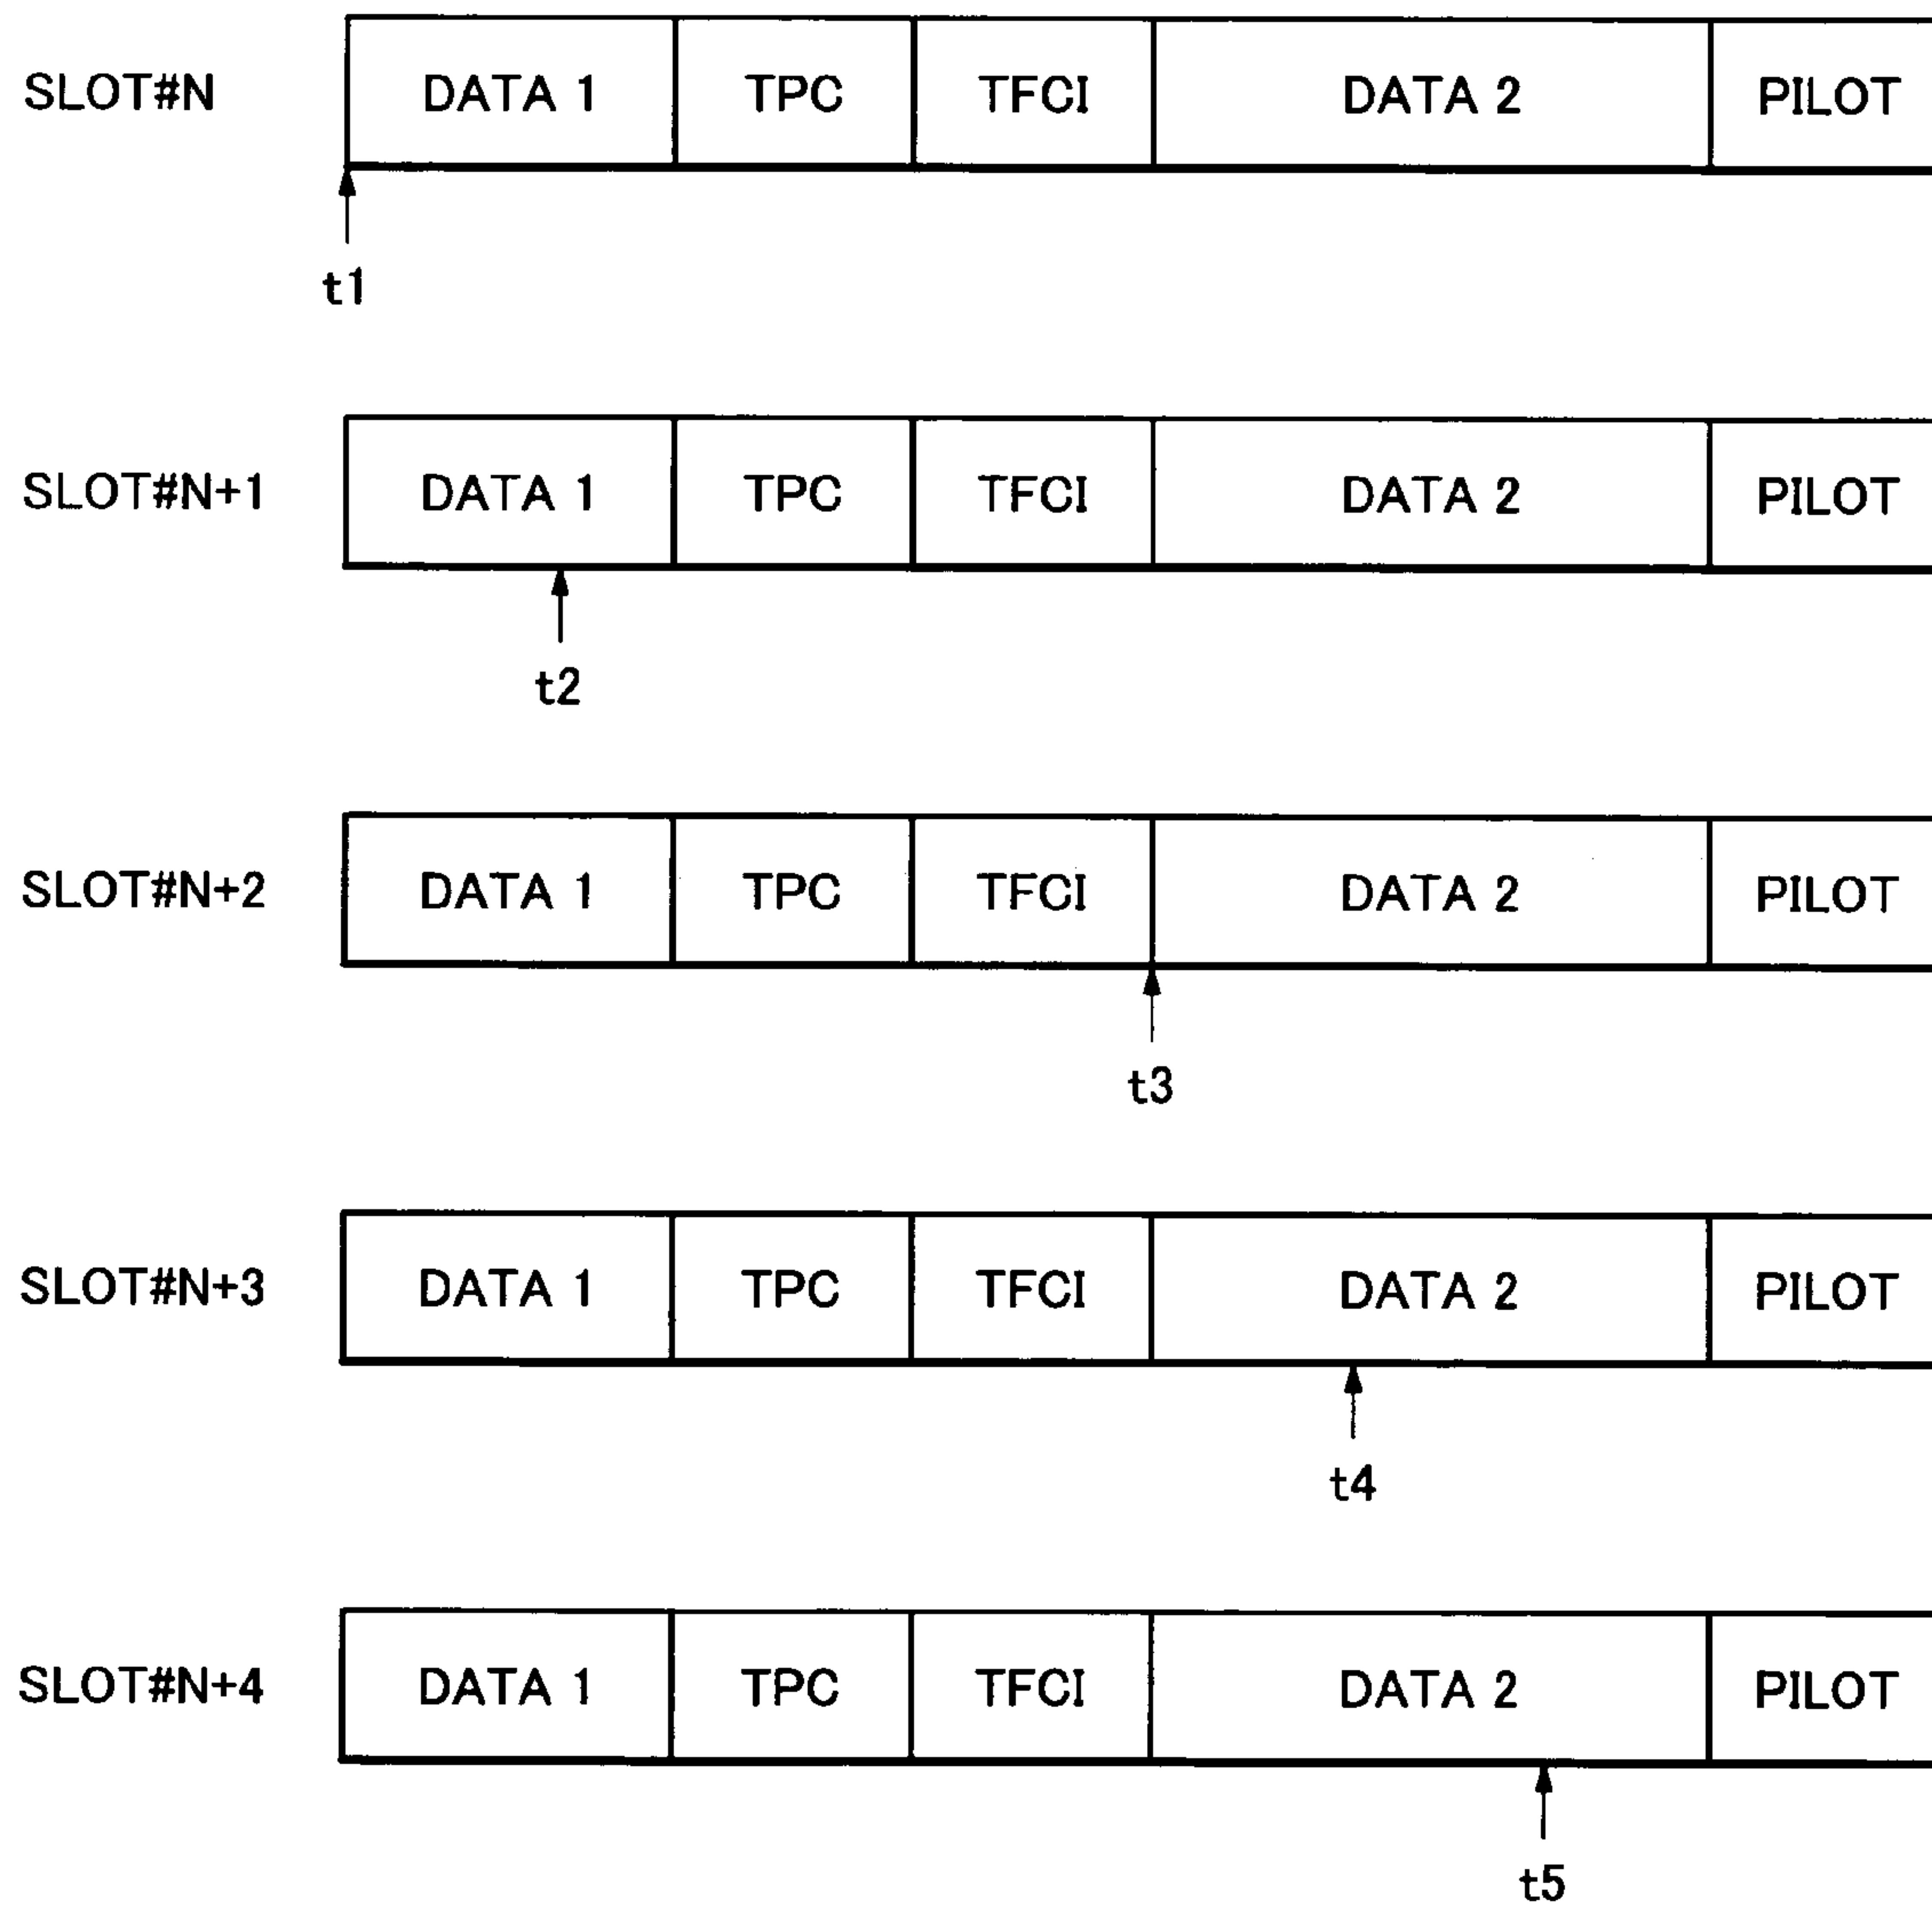 SLOT#N DATA 1 TPC TFCI DATA 2 PILOT
t1
SLOT#N+1 DATA 1 TPC TFCI DATA 2 PILOT
t2
SLOT#N+2 DATA 1 TPC TFCI DATA 2 PILOT
t3
SLOT#N+3 DATA 1 TPC TFCI DATA 2 PILOT
t4
SLOT#N+4 DATA 1 TPC TFCI DATA 2 PILOT
t5